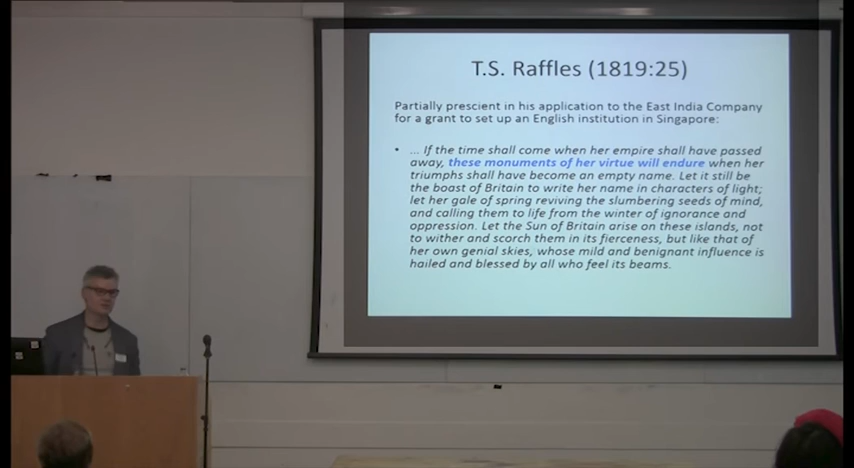 T.S. Raffles (1819:25)
Partially prescient in his application to the East India Company
for a grant to set up an English institution in Singapore:
• ... If the time shall come when her empire shall have passed
away, these monuments of her virtue will endure when her
triumphs shall have become an empty name. Let it still be
the boast of Britain to write her name in characters of light;
let her gale of spring reviving the slumbering seeds of mind,
and calling them to life from the winter of ignorance and
oppression. Let the Sun of Britain arise on these islands, not
to wither and scorch them in its fierceness, but like that of
her own genial skies, whose mild and benignant influence is
hailed and blessed by all who feel its beams.